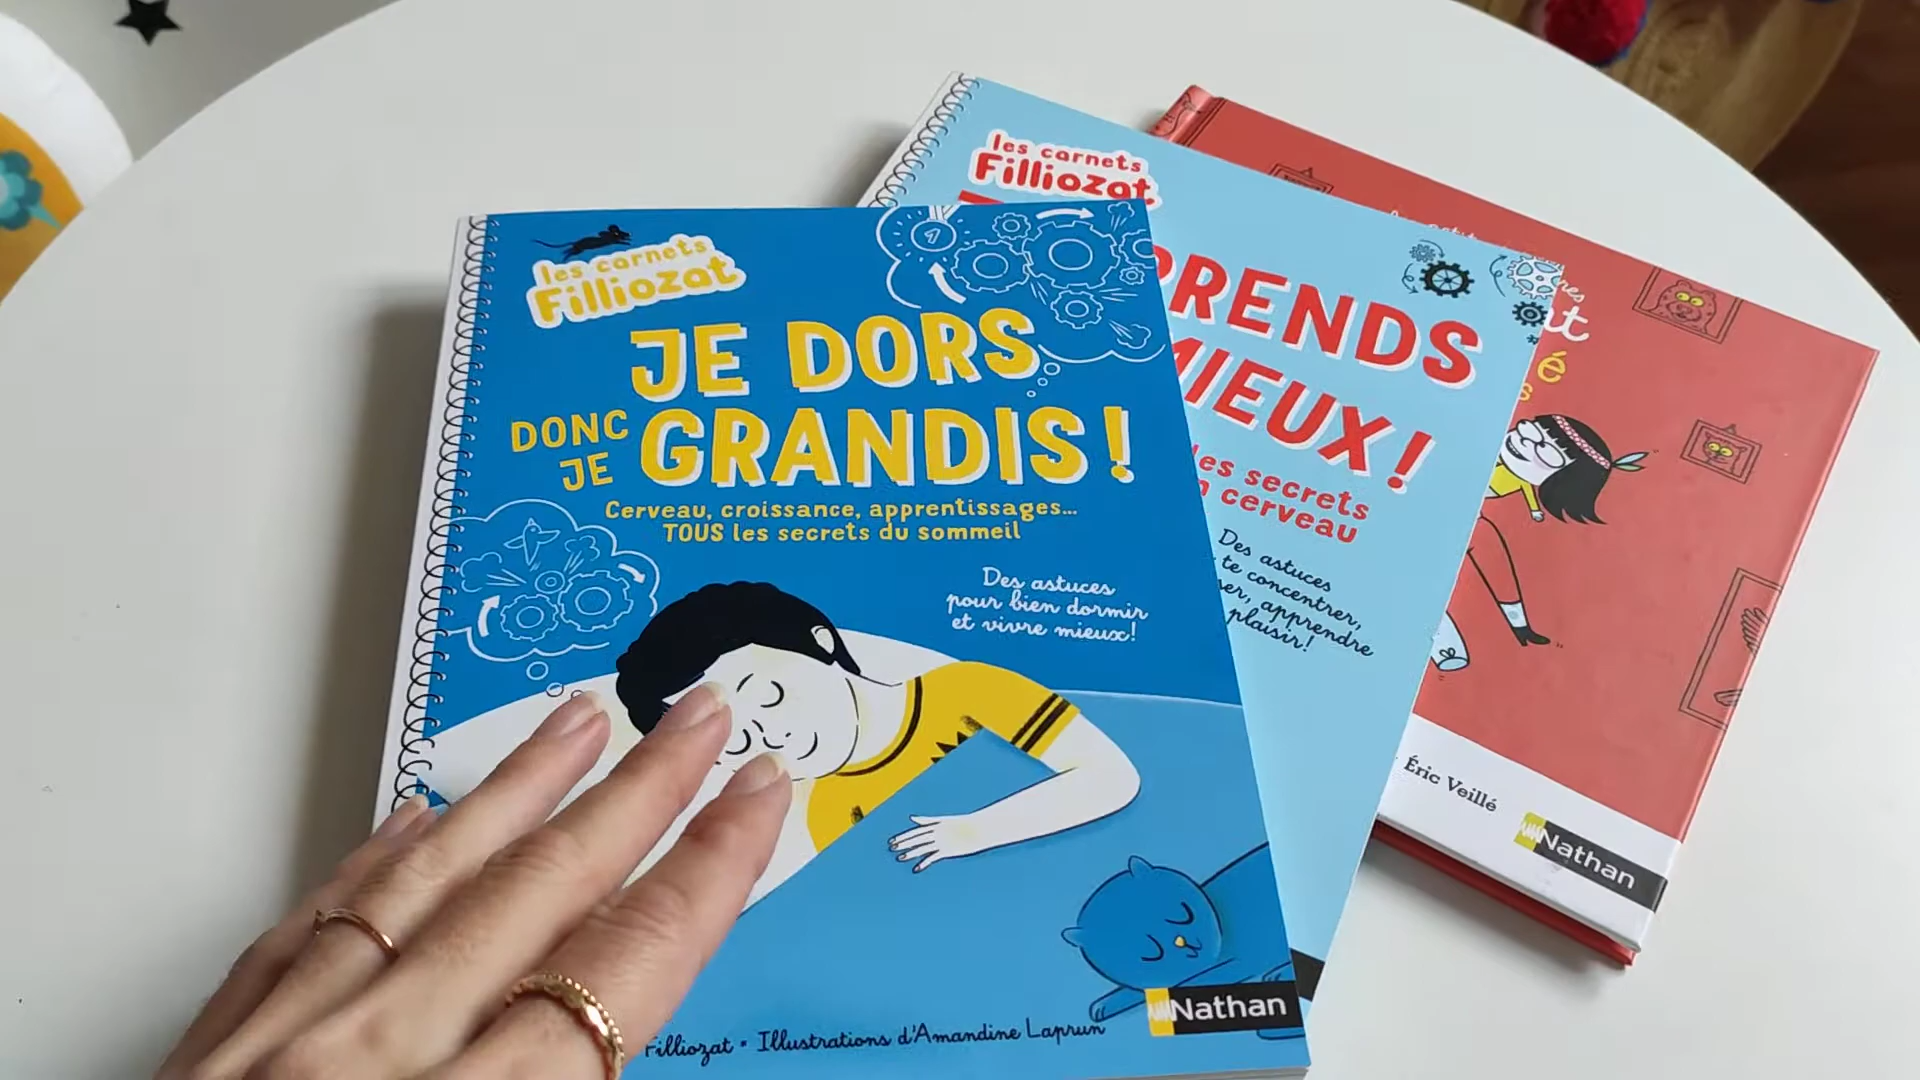 les carnets
Filliozat
JE DORS
DONC JE GRANDIS !
Cerveau, croissance, apprentissages...
TOUS les secrets du sommeil
Des astuces
pour bien dormir
et vivre mieux!
Filliozat • Illustrations d'Amandine Laprun
Nathan
les carnets
Filliozat
PRENDS
MIEUX !
les secrets
cerveau
Des astuces
te concentrer,
apprendre
plaisir!
é
Éric Veillé
Nathan